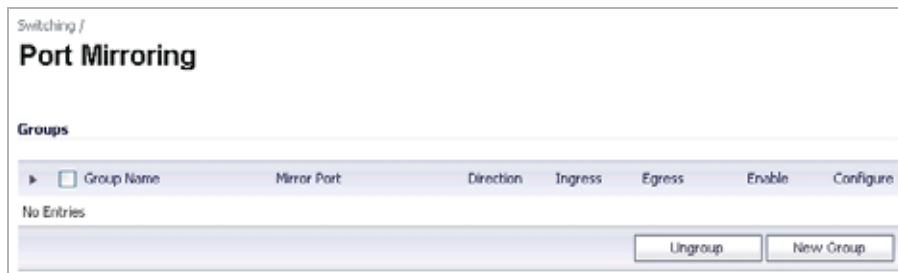 Switching /
Port Mirroring
Groups
Group Name Mirror Port Direction Ingress Egress Enable Configure
No Entries
Ungroup New Group